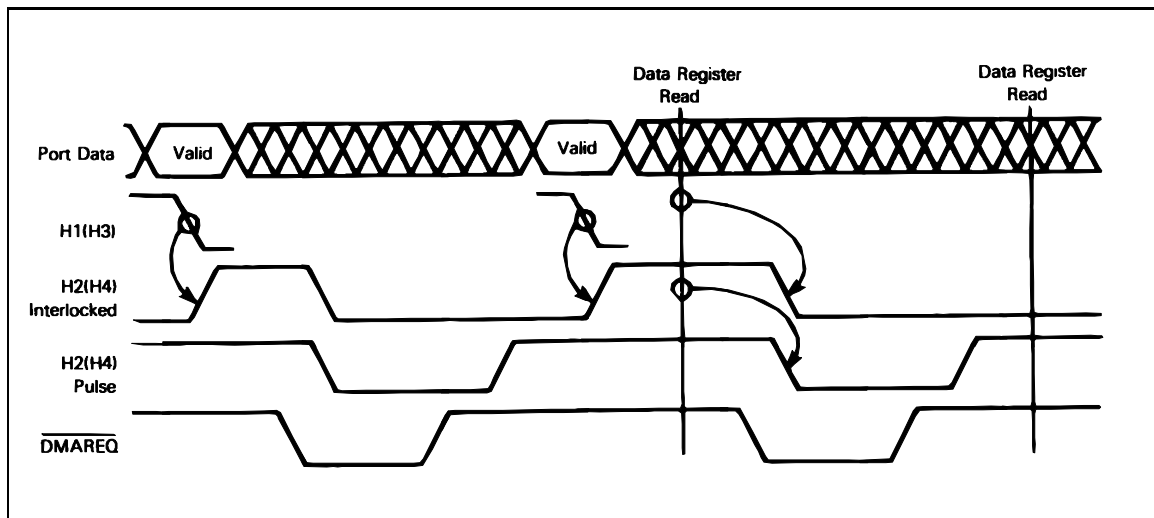 Data Register
Read
Data Register
Read
Port Data
Valid
Valid
H1(H3)
H2(H4)
Interlocked
H2(H4)
Pulse
DMAREQ